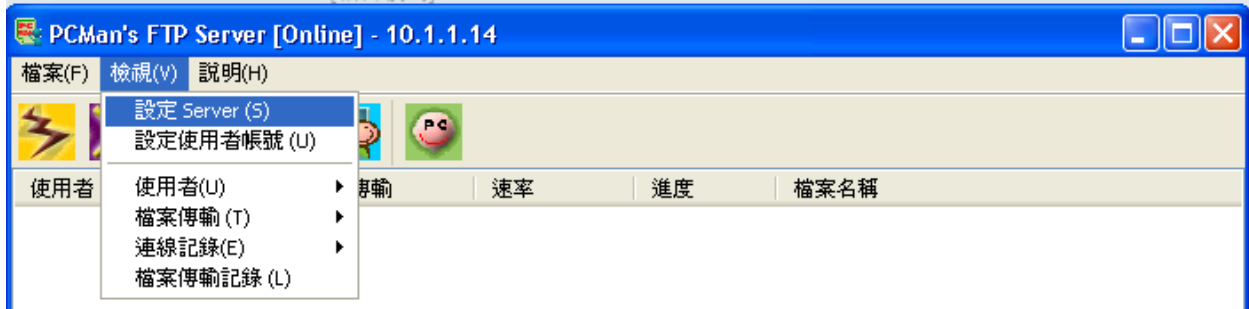 PCMan's FTP Server [Online] - 10.1.1.14
檔案(F) 檢視(V) 說明(H)
設定 Server (S)
設定使用者帳號 (U)
PC
使用者 傳輸 速率 進度 檔案名稱
使用者(U)
檔案傳輸 (T)
連線記錄(E)
檔案傳輸記錄 (L)